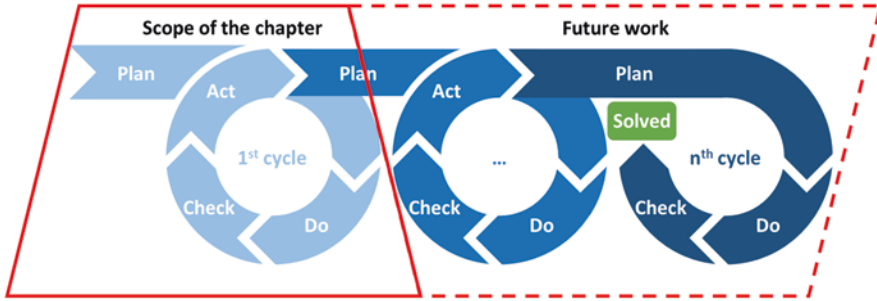 Scope of the chapter
Future work
Plan
Plan
Plan
Act
Act
Solved
1st cycle
...
nth cycle
Check
Check
Check
Do
Do
Do